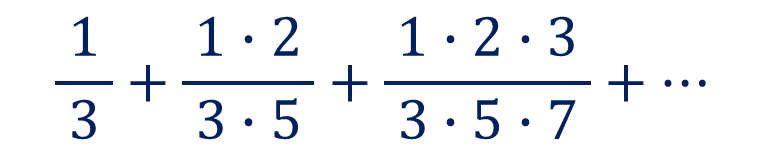 1/3 + 1 · 2/3 · 5 + 1 · 2 · 3/3 · 5 · 7 + ⋯